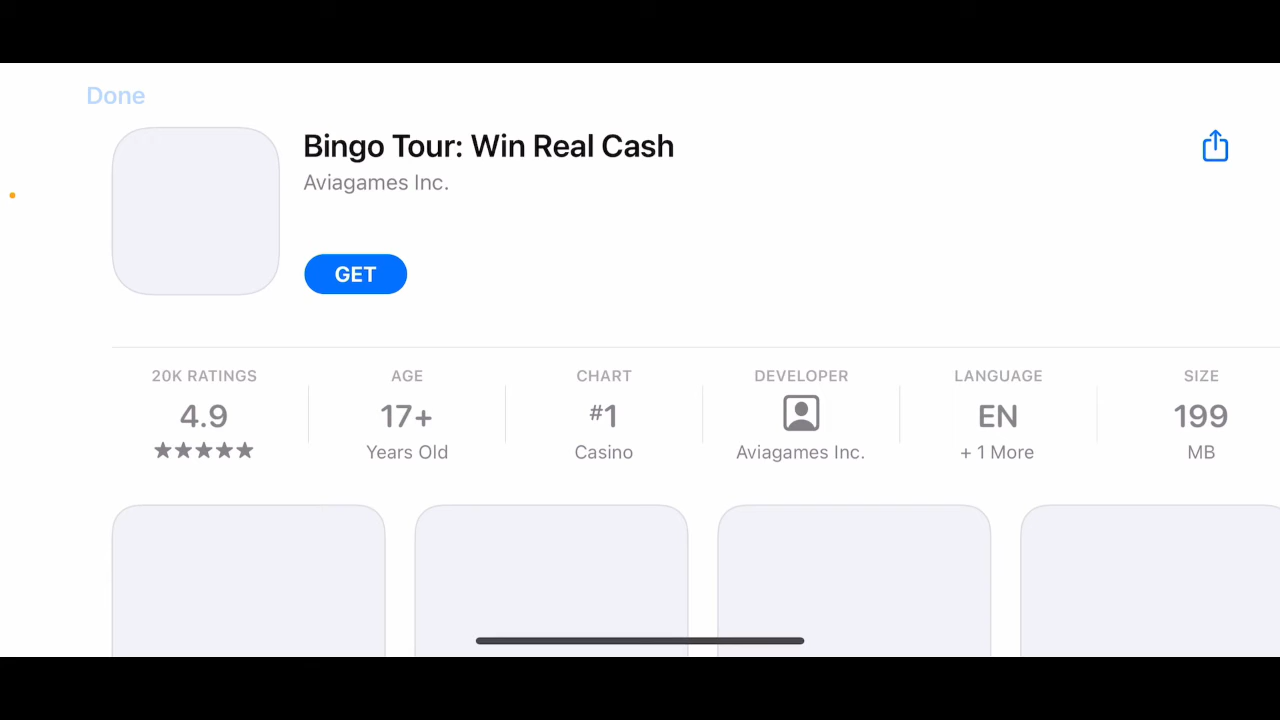 Done
Bingo Tour: Win Real Cash
Aviagames Inc.
GET
20K RATINGS
4.9
AGE
17+
Years Old
CHART
#1
Casino
DEVELOPER
Aviagames Inc.
LANGUAGE
EN
+ 1 More
SIZE
199
MB